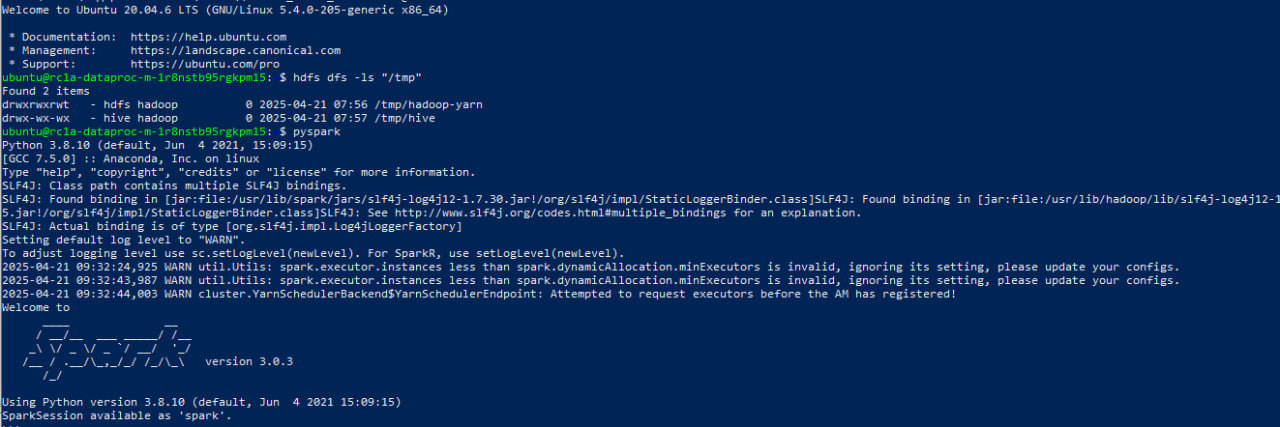 Welcome to Ubuntu 20.04.6 LTS (GNU/Linux 5.4.0-205-generic x86_64)
* Documentation:  https://help.ubuntu.com
* Management:     https://landscape.canonical.com
* Support:        https://ubuntu.com/pro
ubuntu@rc1a-dataproc-m-1r8nstb95rgkpm15:~$ hdfs dfs -ls "/tmp"
Found 2 items
drwxrwxrwt   - hdfs hadoop          0 2025-04-21 07:56 /tmp/hadoop-yarn
drwx-wx-wx   - hive hadoop          0 2025-04-21 07:57 /tmp/hive
ubuntu@rc1a-dataproc-m-1r8nstb95rgkpm15:~$ pyspark
Python 3.8.10 (default, Jun  4 2021, 15:09:15)
[GCC 7.5.0] :: Anaconda, Inc. on linux
Type "help", "copyright", "credits" or "license" for more information.
SLF4J: Class path contains multiple SLF4J bindings.
SLF4J: Found binding in [jar:file:/usr/lib/spark/jars/slf4j-log4j12-1.7.30.jar!/org/slf4j/impl/StaticLoggerBinder.class]SLF4J: Found binding in [jar:file:/usr/lib/hadoop/lib/slf4j-log4j12-1
5.jar!/org/slf4j/impl/StaticLoggerBinder.class]SLF4J: See http://www.slf4j.org/codes.html#multiple_bindings for an explanation.
SLF4J: Actual binding is of type [org.slf4j.impl.Log4jLoggerFactory]
Setting default log level to "WARN".
To adjust logging level use sc.setLogLevel(newLevel). For SparkR, use setLogLevel(newLevel).
2025-04-21 09:32:24,925 WARN util.Utils: spark.executor.instances less than spark.dynamicAllocation.minExecutors is invalid, ignoring its setting, please update your configs.
2025-04-21 09:32:43,987 WARN util.Utils: spark.executor.instances less than spark.dynamicAllocation.minExecutors is invalid, ignoring its setting, please update your configs.
2025-04-21 09:32:44,003 WARN cluster.YarnSchedulerBackend$YarnSchedulerEndpoint: Attempted to request executors before the AM has registered!
Welcome to
Spark version 3.0.3
Using Python version 3.8.10 (default, Jun  4 2021 15:09:15)
SparkSession available as 'spark'.